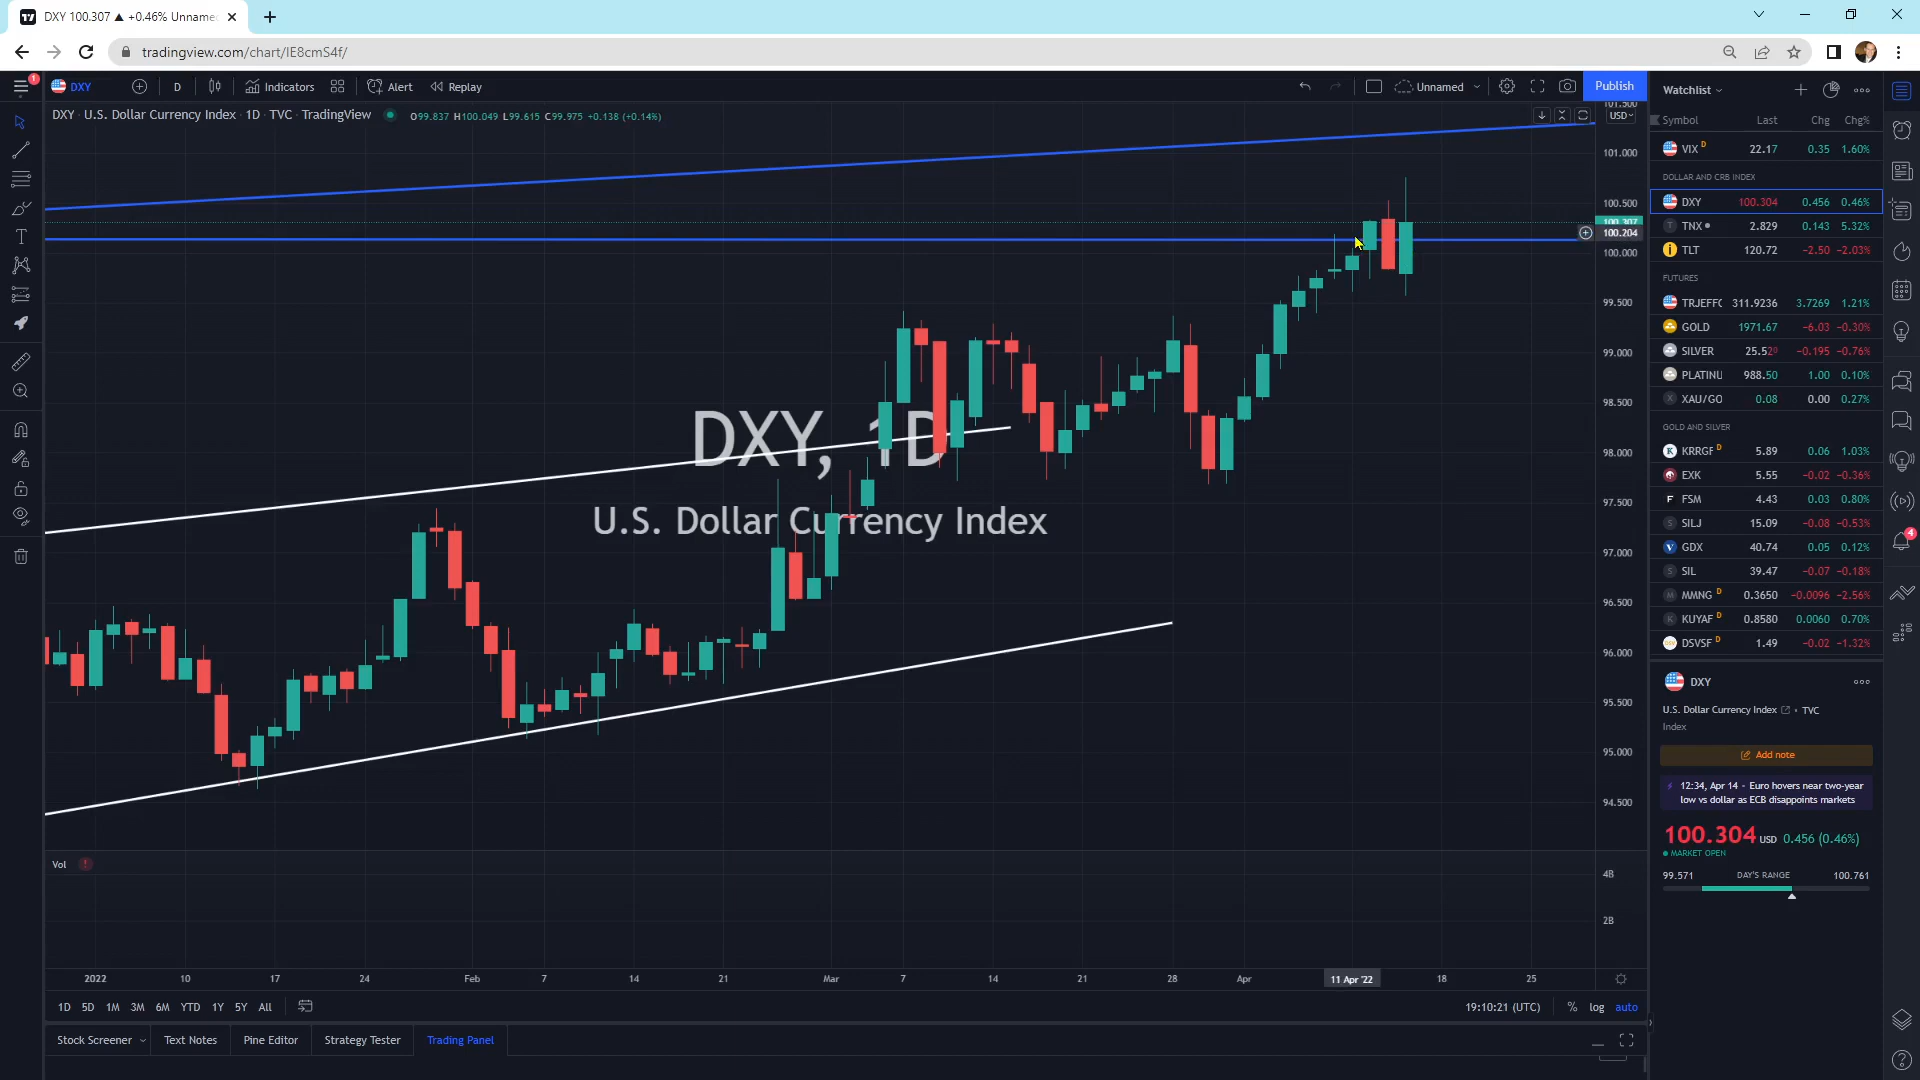 DXY 100.307 ▲ +0.46% Unname
tradingview.com/chart/IE8cmS4f/
1
DXY D Indicators Alert Replay Unnamed Publish
DXY · U.S. Dollar Currency Index · 1D · TVC · TradingView O99.837 H100.049 L99.615 C99.975 +0.138 (+0.14%)
101.500
USD
101.000
100.500
100.307
100.204
100.000
99.500
99.000
98.500
98.000
97.500
97.000
96.500
96.000
95.500
95.000
94.500
DXY, 1D
U.S. Dollar Currency Index
Vol
4B
2B
2022 10 17 24 Feb 7 14 21 Mar 7 14 21 28 Apr 11 Apr '22 18 25
1D 5D 1M 3M 6M YTD 1Y 5Y All 19:10:21 (UTC) % log auto
Stock Screener Text Notes Pine Editor Strategy Tester Trading Panel
Watchlist
Symbol Last Chg Chg%
VIX D 22.17 0.35 1.60%
DOLLAR AND CRB INDEX
DXY 100.304 0.456 0.46%
TNX 2.829 0.143 5.32%
TLT 120.72 −2.50 −2.03%
FUTURES
TRJEFFC 311.9236 3.7269 1.21%
GOLD 1971.67 −6.03 −0.30%
SILVER 25.520 −0.195 −0.76%
PLATINU 988.50 1.00 0.10%
XAU/GO 0.08 0.00 0.27%
GOLD AND SILVER
KRRGF D 5.89 0.06 1.03%
EXK 5.55 −0.02 −0.36%
FSM 4.43 0.03 0.80%
SILJ 15.09 −0.08 −0.53%
GDX 40.74 0.05 0.12%
SIL 39.47 −0.07 −0.18%
MMNG D 0.3650 −0.0096 −2.56%
KUYAF D 0.8580 0.0060 0.70%
DSVSF D 1.49 −0.02 −1.32%
4
DXY
U.S. Dollar Currency Index • TVC
Index
Add note
12:34, Apr 14 - Euro hovers near two-year
low vs dollar as ECB disappoints markets
100.304 USD 0.456 (0.46%)
MARKET OPEN
99.571 DAY'S RANGE 100.761